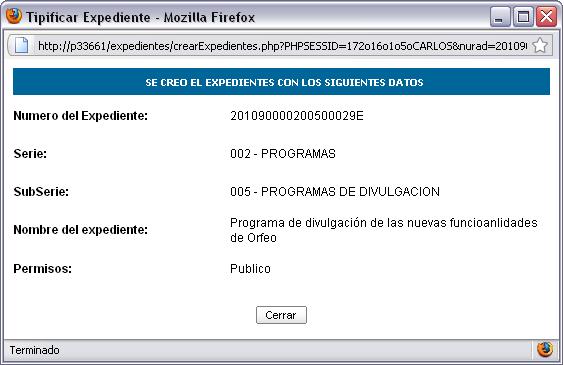 Tipificar Expediente - Mozilla Firefox
http://p33661/expedientes/crearExpedientes.php?PHPSESSID=172o16o1o5oCARLOS&nurad=20109
SE CREO EL EXPEDIENTES CON LOS SIGUIENTES DATOS
Numero del Expediente: 201090000200500029E
Serie: 002 - PROGRAMAS
SubSerie: 005 - PROGRAMAS DE DIVULGACION
Nombre del expediente: Programa de divulgación de las nuevas funcioanlidades
de Orfeo
Permisos: Publico
Cerrar
Terminado